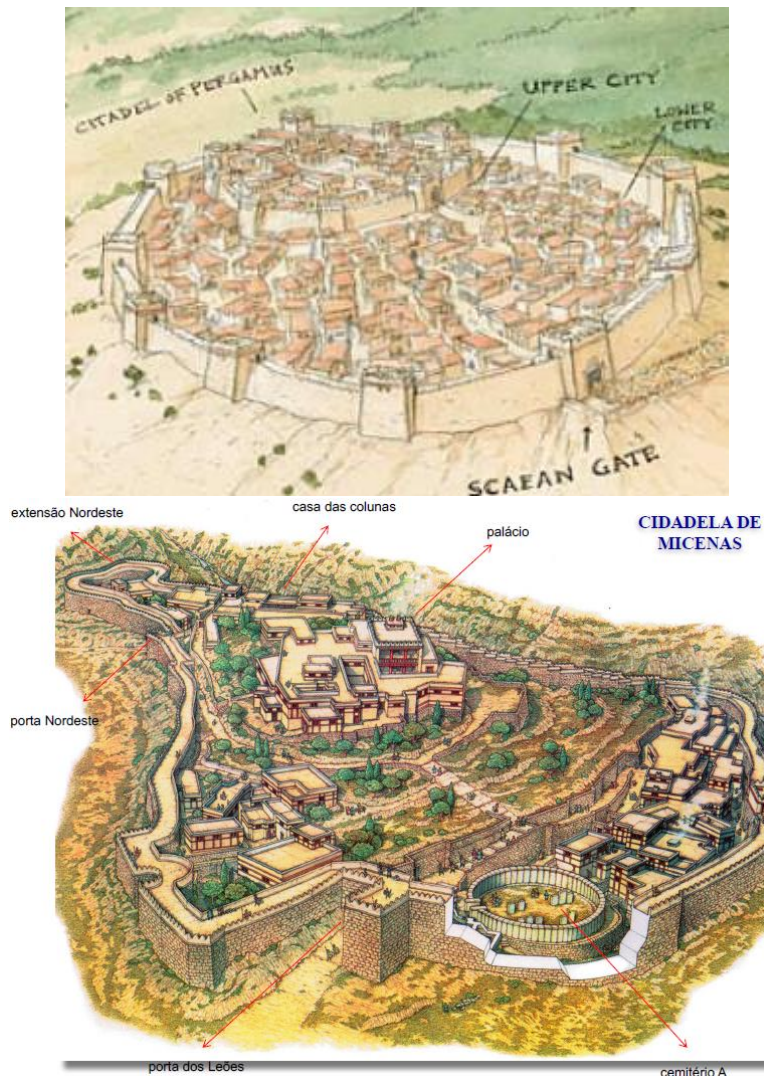 CITADEL OF PERGAMUS
UPPER CITY
LOWER
CITY
SCAEAN GATE
extensão Nordeste
casa das colunas
palácio
CIDADELA DE
MICENAS
porta Nordeste
porta dos Leões
cemitério A